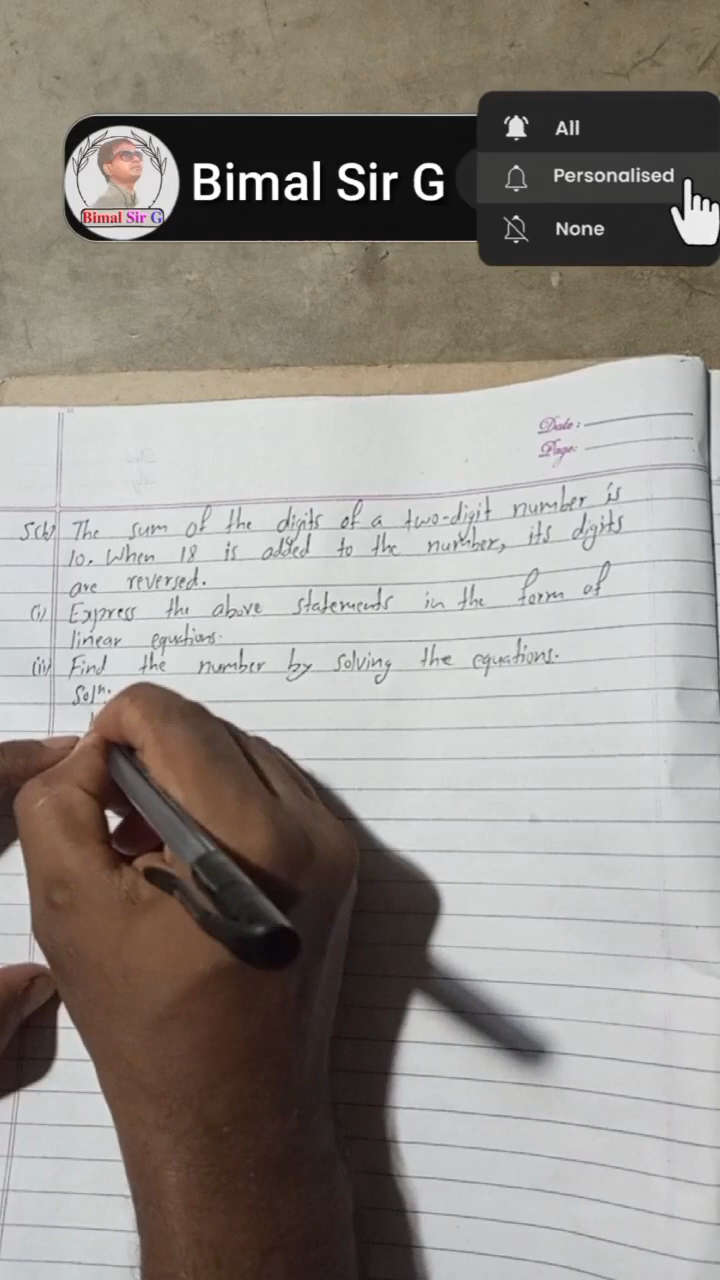 All
Bimal Sir G
Personalised
Bimal Sir G
None
Date:
Page:
5(b) The sum of the digits of a two-digit number is
10. When 18 is added to the number, its digits
are reversed.
(i) Express the above statements in the form of
linear equctions.
(ii) Find the number by solving the equations.
Solⁿ.